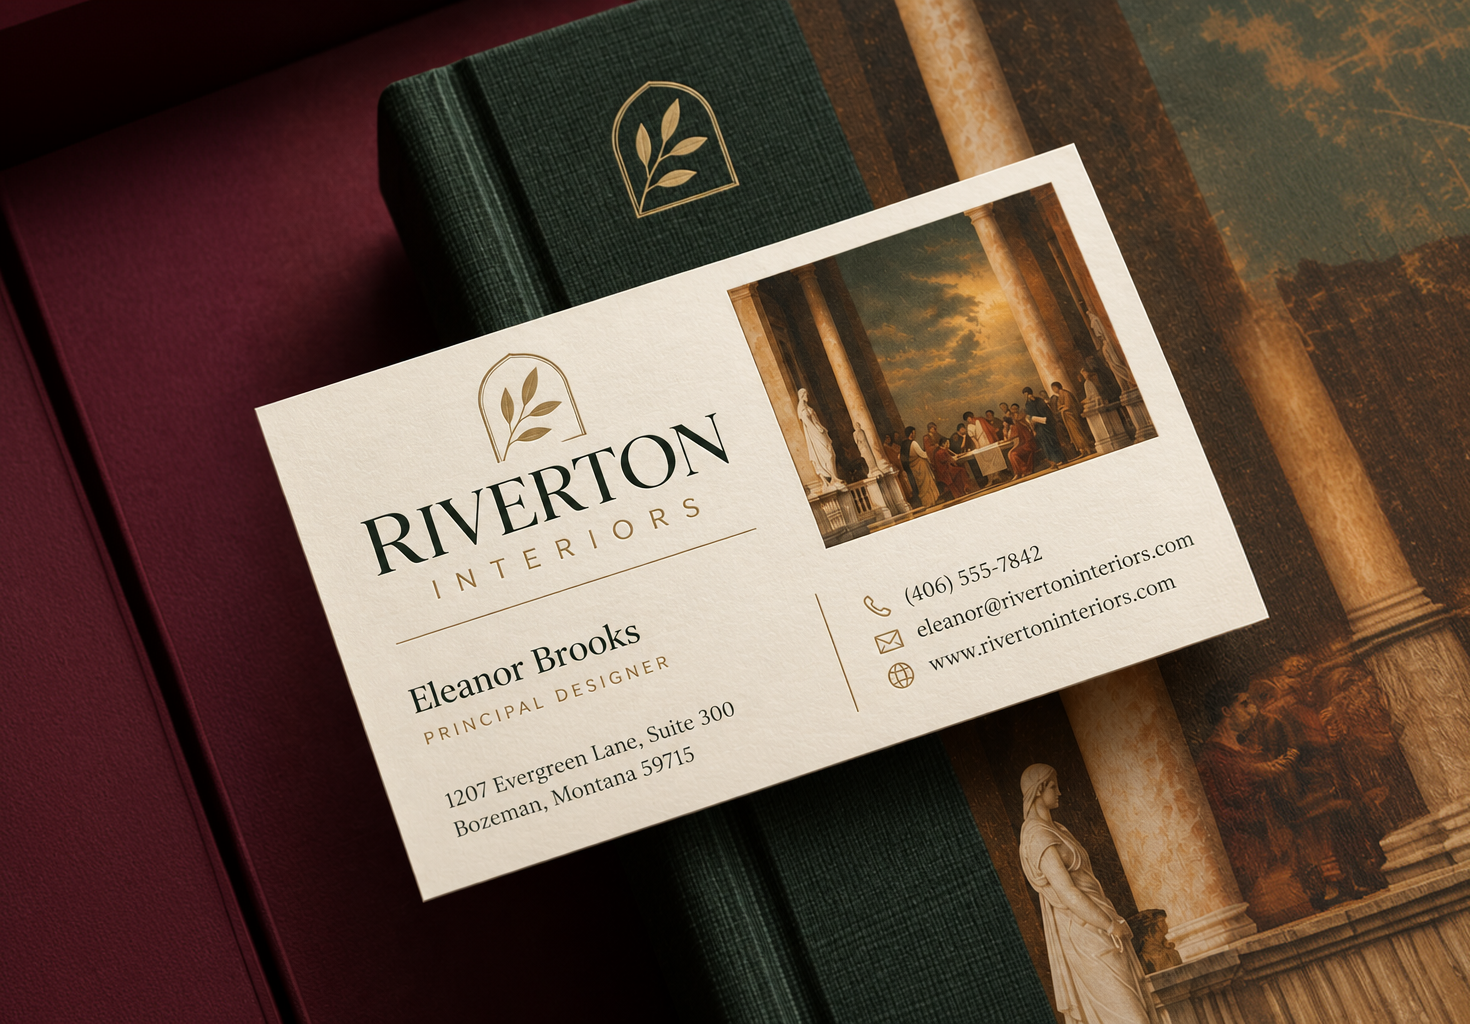 RIVERTON
INTERIORS
Eleanor Brooks
PRINCIPAL DESIGNER
1207 Evergreen Lane, Suite 300
Bozeman, Montana 59715
(406) 555-7842
eleanor@rivertoninteriors.com
www.rivertoninteriors.com